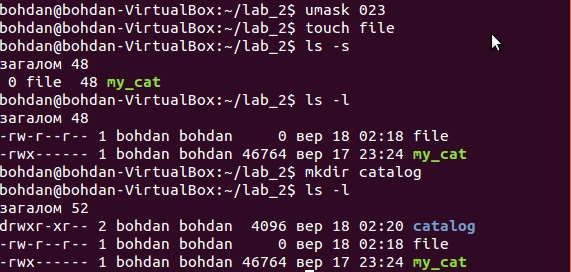 bohdan@bohdan-VirtualBox:~/lab_2$ umask 023
bohdan@bohdan-VirtualBox:~/lab_2$ touch file
bohdan@bohdan-VirtualBox:~/lab_2$ ls -s
загалом 48
 0 file  48 my_cat
bohdan@bohdan-VirtualBox:~/lab_2$ ls -l
загалом 48
-rw-r--r-- 1 bohdan bohdan     0 вер 18 02:18 file
-rwx------ 1 bohdan bohdan 46764 вер 17 23:24 my_cat
bohdan@bohdan-VirtualBox:~/lab_2$ mkdir catalog
bohdan@bohdan-VirtualBox:~/lab_2$ ls -l
загалом 52
drwxr-xr-- 2 bohdan bohdan  4096 вер 18 02:20 catalog
-rw-r--r-- 1 bohdan bohdan     0 вер 18 02:18 file
-rwx------ 1 bohdan bohdan 46764 вер 17 23:24 my_cat